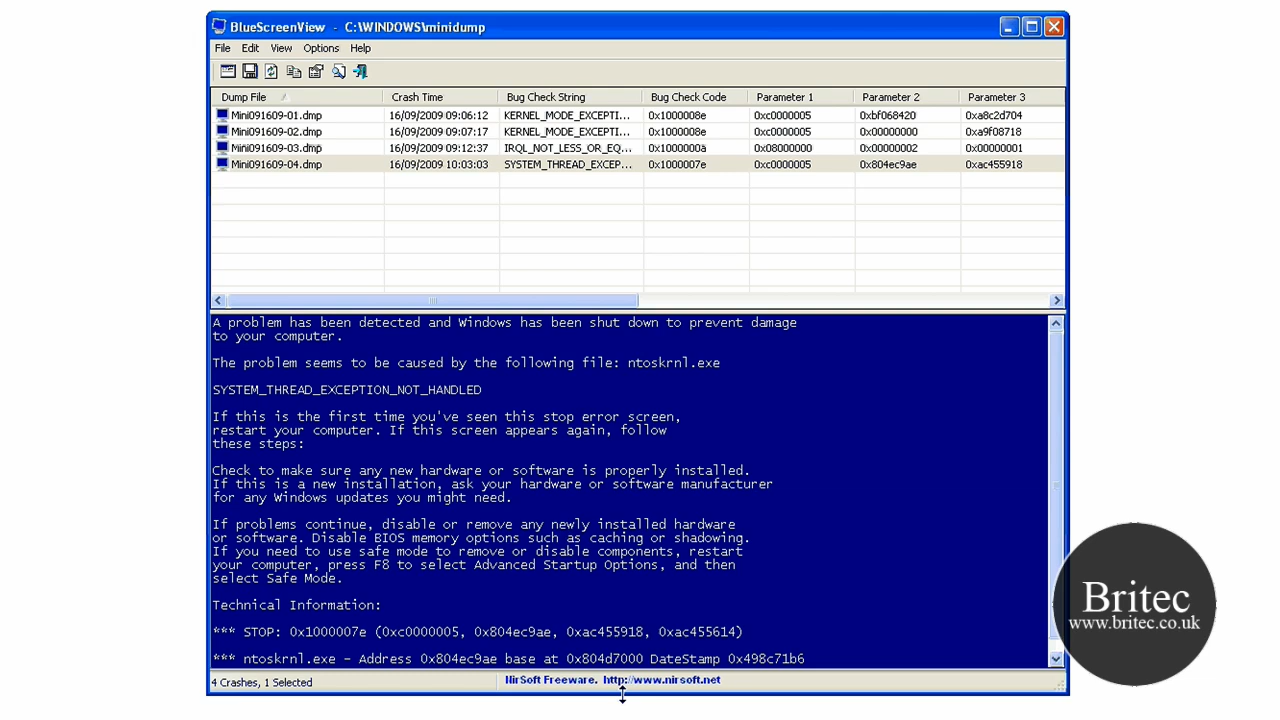 BlueScreenView - C:\WINDOWS\minidump
File Edit View Options Help
Dump File Crash Time Bug Check String Bug Check Code Parameter 1 Parameter 2 Parameter 3
Mini091609-01.dmp 16/09/2009 09:06:12 KERNEL_MODE_EXCEPTI... 0x1000008e 0xc0000005 0xbf068420 0xa8c2d704
Mini091609-02.dmp 16/09/2009 09:07:17 KERNEL_MODE_EXCEPTI... 0x1000008e 0xc0000005 0x00000000 0xa9f08718
Mini091609-03.dmp 16/09/2009 09:12:37 IRQL_NOT_LESS_OR_EQ... 0x1000000a 0x08000000 0x00000002 0x00000001
Mini091609-04.dmp 16/09/2009 10:03:03 SYSTEM_THREAD_EXCEP... 0x1000007e 0xc0000005 0x804ec9ae 0xac455918
A problem has been detected and Windows has been shut down to prevent damage
to your computer.
The problem seems to be caused by the following file: ntoskrnl.exe
SYSTEM_THREAD_EXCEPTION_NOT_HANDLED
If this is the first time you've seen this stop error screen,
restart your computer. If this screen appears again, follow
these steps:
Check to make sure any new hardware or software is properly installed.
If this is a new installation, ask your hardware or software manufacturer
for any Windows updates you might need.
If problems continue, disable or remove any newly installed hardware
or software. Disable BIOS memory options such as caching or shadowing.
If you need to use safe mode to remove or disable components, restart
your computer, press F8 to select Advanced Startup Options, and then
select Safe Mode.
Technical Information:
*** STOP: 0x1000007e (0xc0000005, 0x804ec9ae, 0xac455918, 0xac455614)
*** ntoskrnl.exe - Address 0x804ec9ae base at 0x804d7000 DateStamp 0x498c71b6
4 Crashes, 1 Selected NirSoft Freeware. http://www.nirsoft.net
Britec
www.britec.co.uk